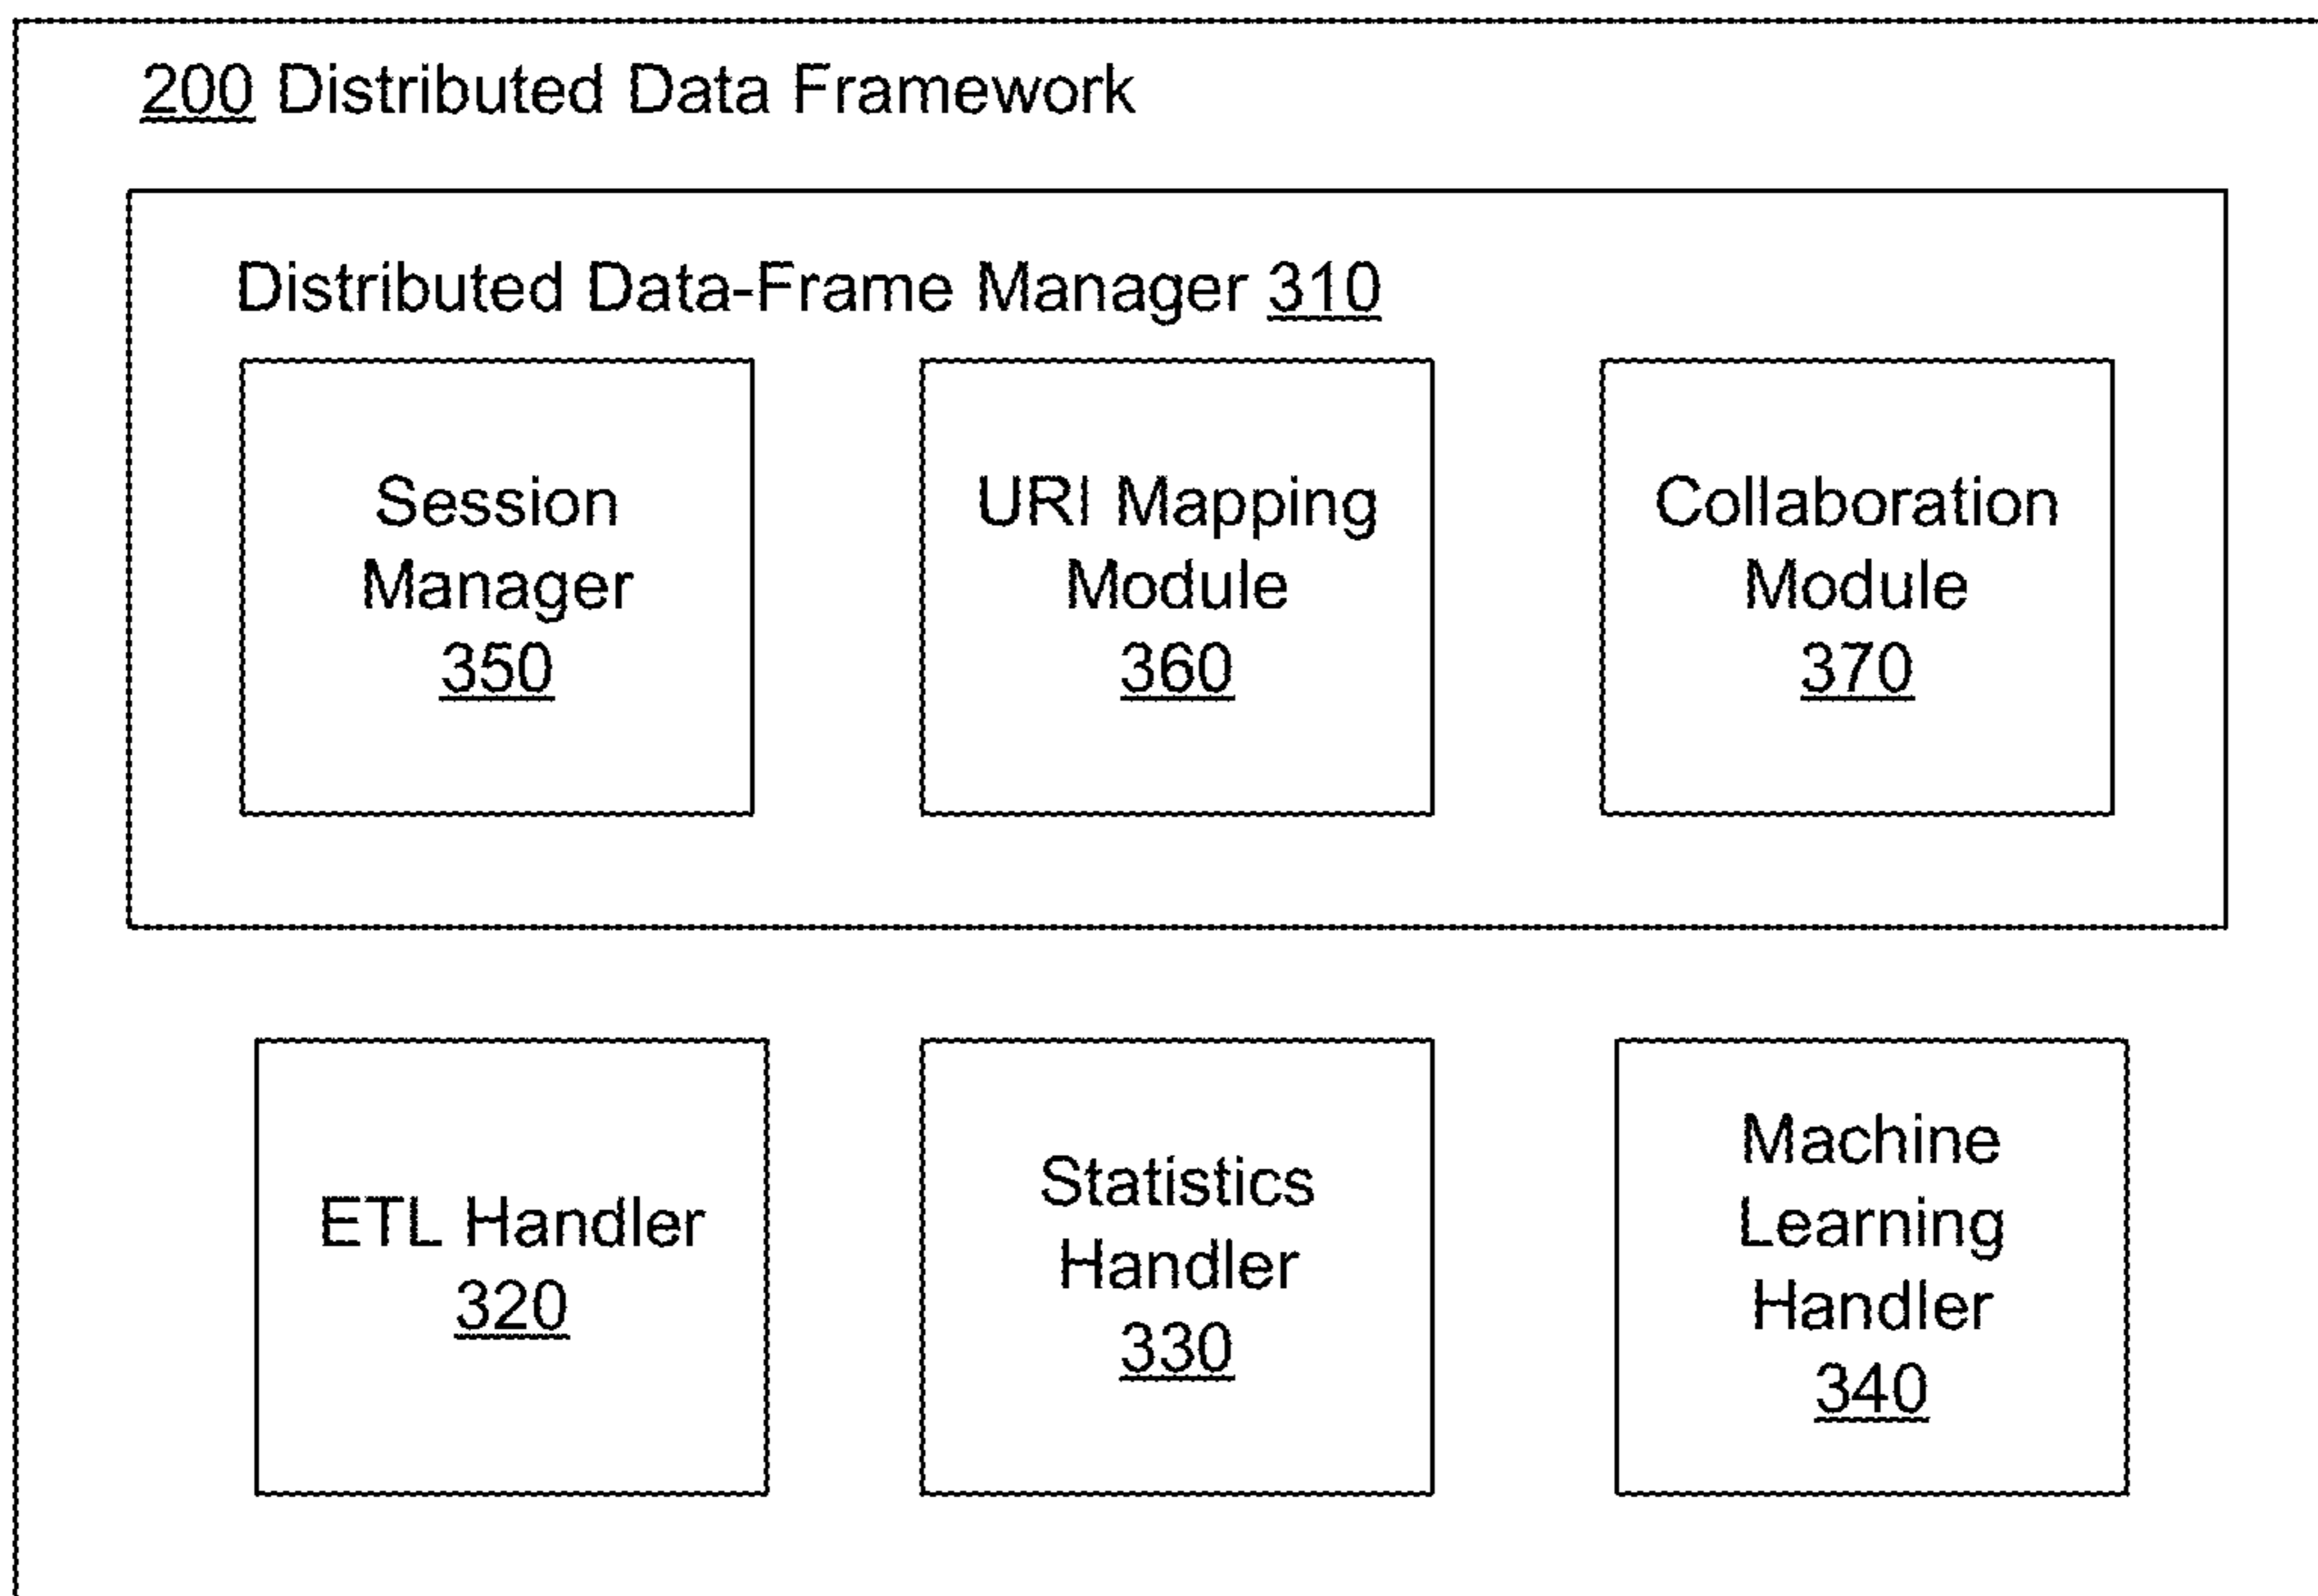 200 Distributed Data Framework
Distributed Data-Frame Manager 310
Session
Manager
350
URI Mapping
Module
360
Collaboration
Module
370
ETL Handler
320
Statistics
Handler
330
Machine
Learning
Handler
340